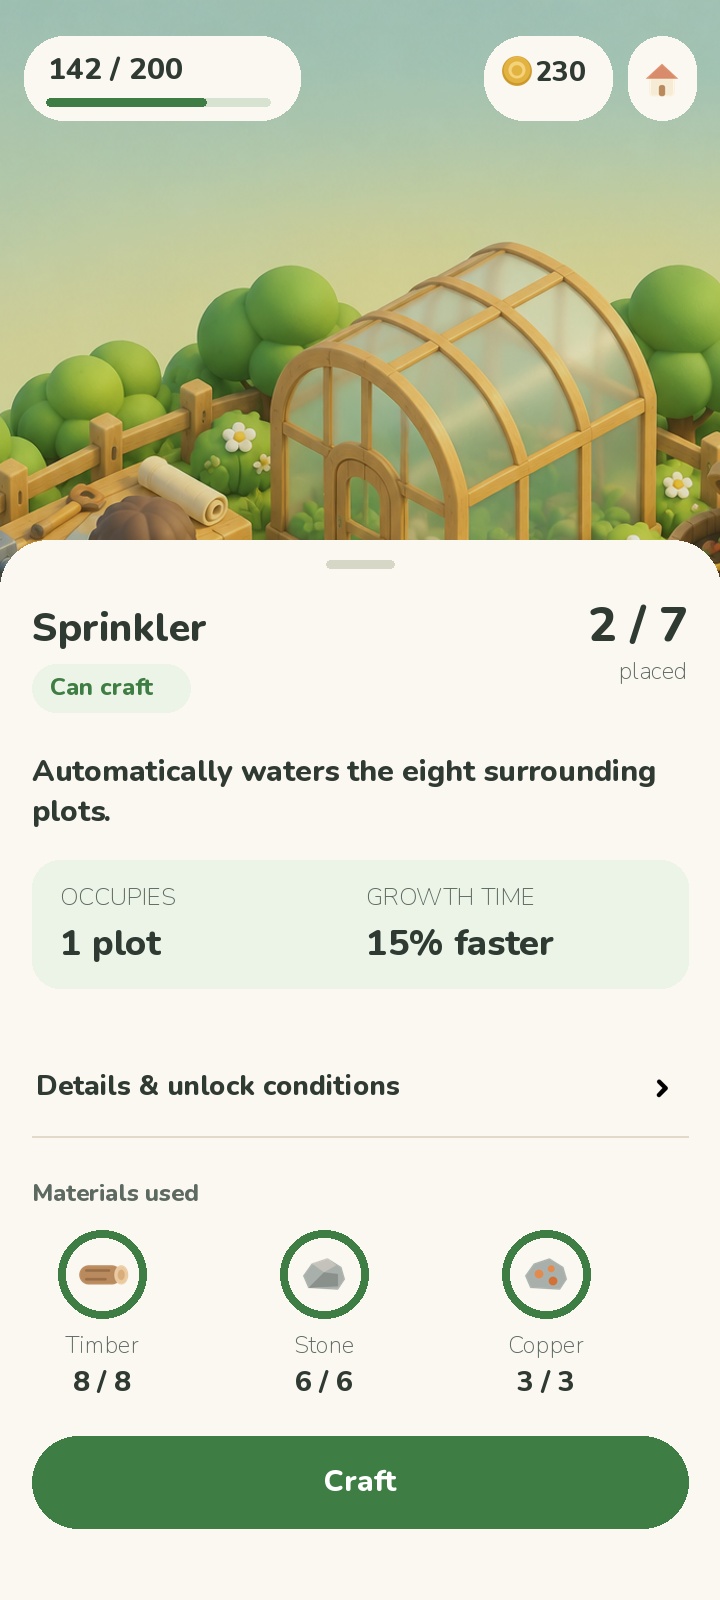 142 / 200
230
Sprinkler
2 / 7
placed
Can craft
Automatically waters the eight surrounding
plots.
OCCUPIES
GROWTH TIME
1 plot
15% faster
Details & unlock conditions
Materials used
Timber
Stone
Copper
8 / 8
6 / 6
3 / 3
Craft